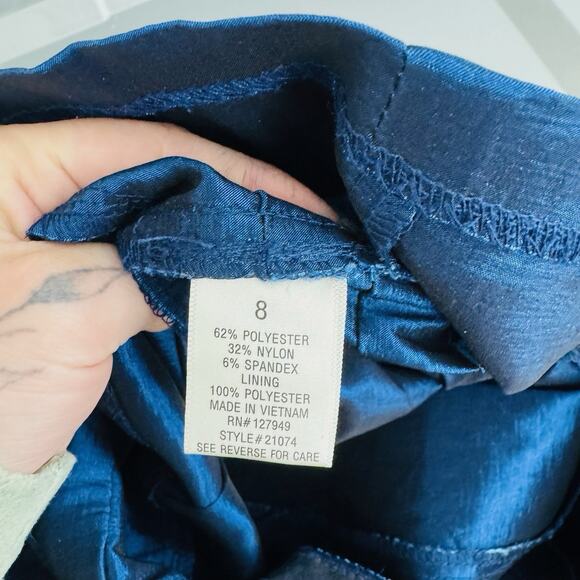 8
62% POLYESTER
32% NYLON
6% SPANDEX
LINING
100% POLYESTER
MADE IN VIETNAM
RN#127949
STYLE#21074
SEE REVERSE FOR CARE